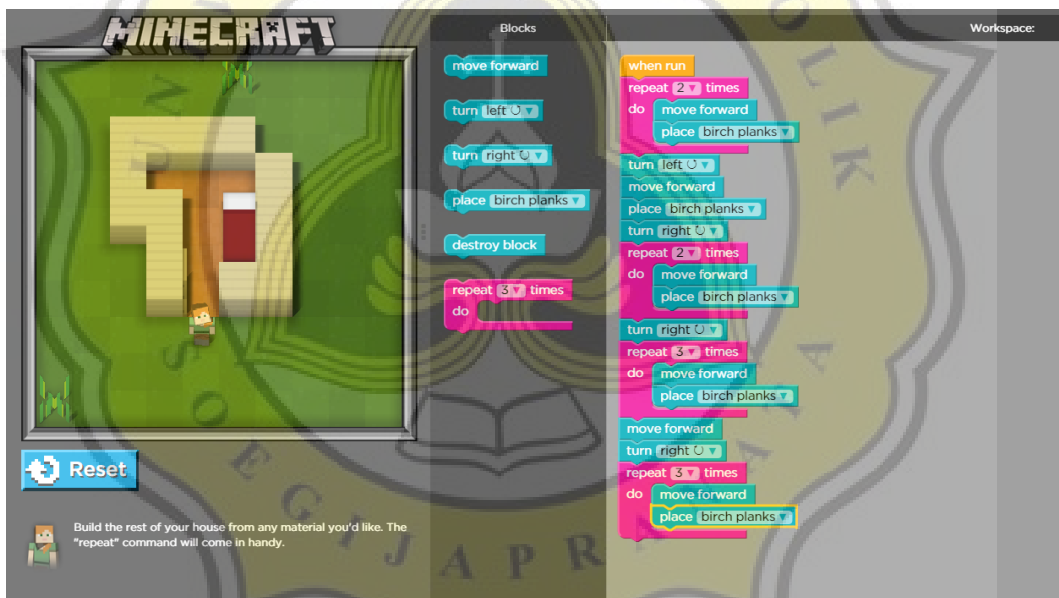 MINECRAFT
Blocks
Workspace:
move forward
turn left
turn right
place birch planks
destroy block
repeat 3 times
do
when run
repeat 2 times
do move forward
place birch planks
turn left
move forward
place birch planks
turn right
repeat 2 times
do move forward
place birch planks
turn right
repeat 3 times
do move forward
place birch planks
move forward
turn right
repeat 3 times
do move forward
place birch planks
Reset
Build the rest of your house from any material you'd like. The
"repeat" command will come in handy.
SOEGIJAPRANATA